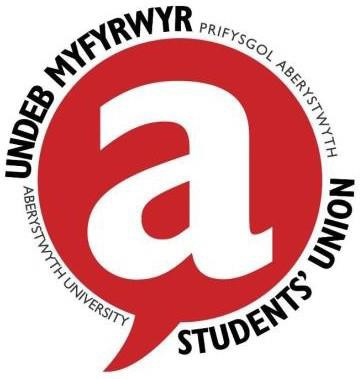 UNDEB MYFYRWYR
PRIFYSGOL ABERYSTWYTH
a
ABERYSTWYTH UNIVERSITY
STUDENTS' UNION